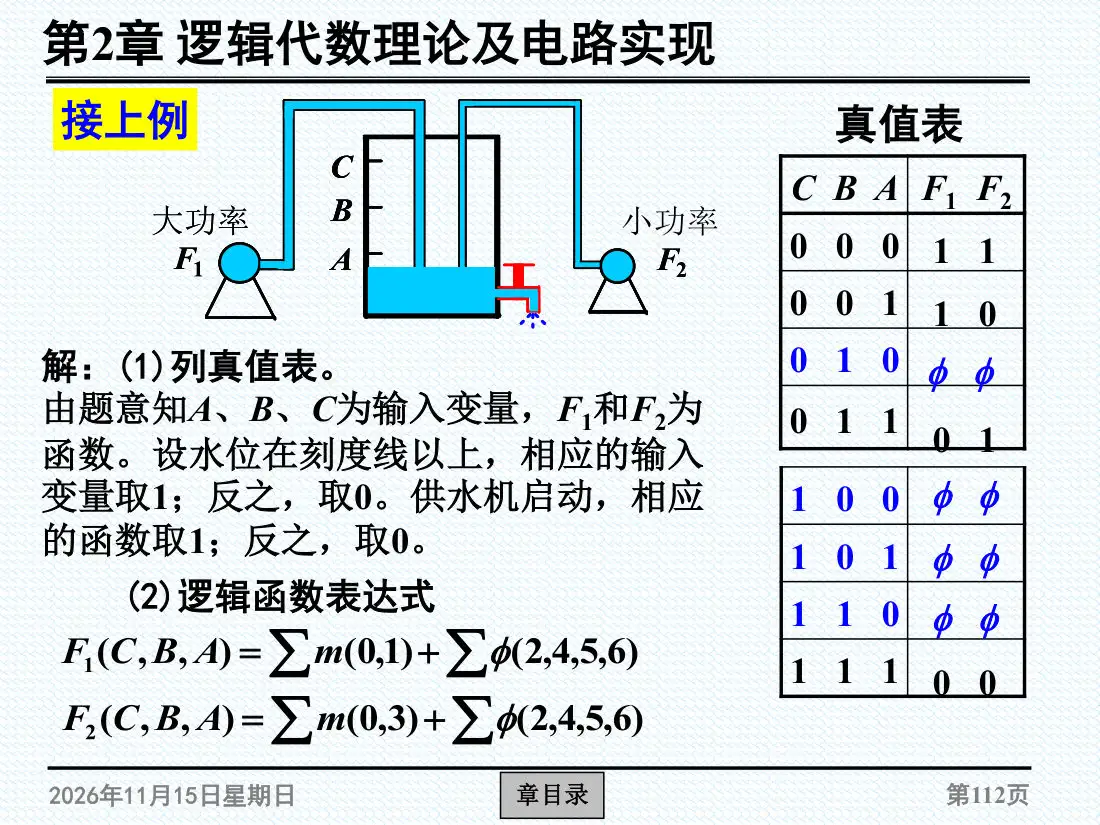 第2章 逻辑代数理论及电路实现
接上例
C
B
A
大功率
F₁
小功率
F₂
真值表
C B A F₁ F₂
0 0 0 1 1
0 0 1 1 0
0 1 0 ϕ ϕ
0 1 1 0 1
1 0 0 ϕ ϕ
1 0 1 ϕ ϕ
1 1 0 ϕ ϕ
1 1 1 0 0
解：(1)列真值表。
由题意知A、B、C为输入变量，F₁和F₂为
函数。设水位在刻度线以上，相应的输入
变量取1；反之，取0。供水机启动，相应
的函数取1；反之，取0。
(2)逻辑函数表达式
F₁(C,B,A)=∑m(0,1)+∑ϕ(2,4,5,6)
F₂(C,B,A)=∑m(0,3)+∑ϕ(2,4,5,6)
2026年11月15日星期日
章目录
第112页